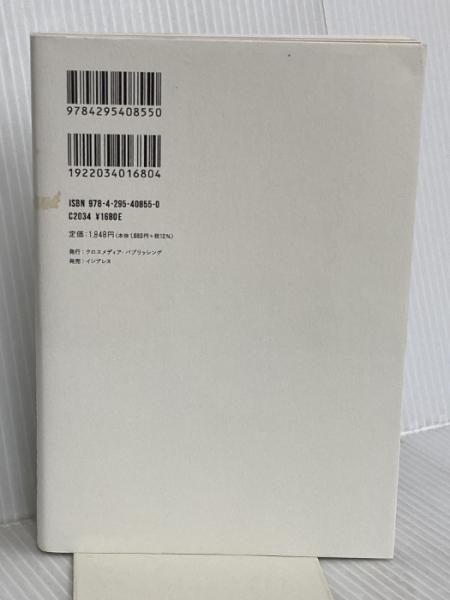 9784295408550
1922034016804
ISBN 978-4-295-40855-0
C2034 ¥1680E
定価：1,848円（本体1,680円＋税10％）
発行：クロスメディア・パブリッシング
発売：インプレス